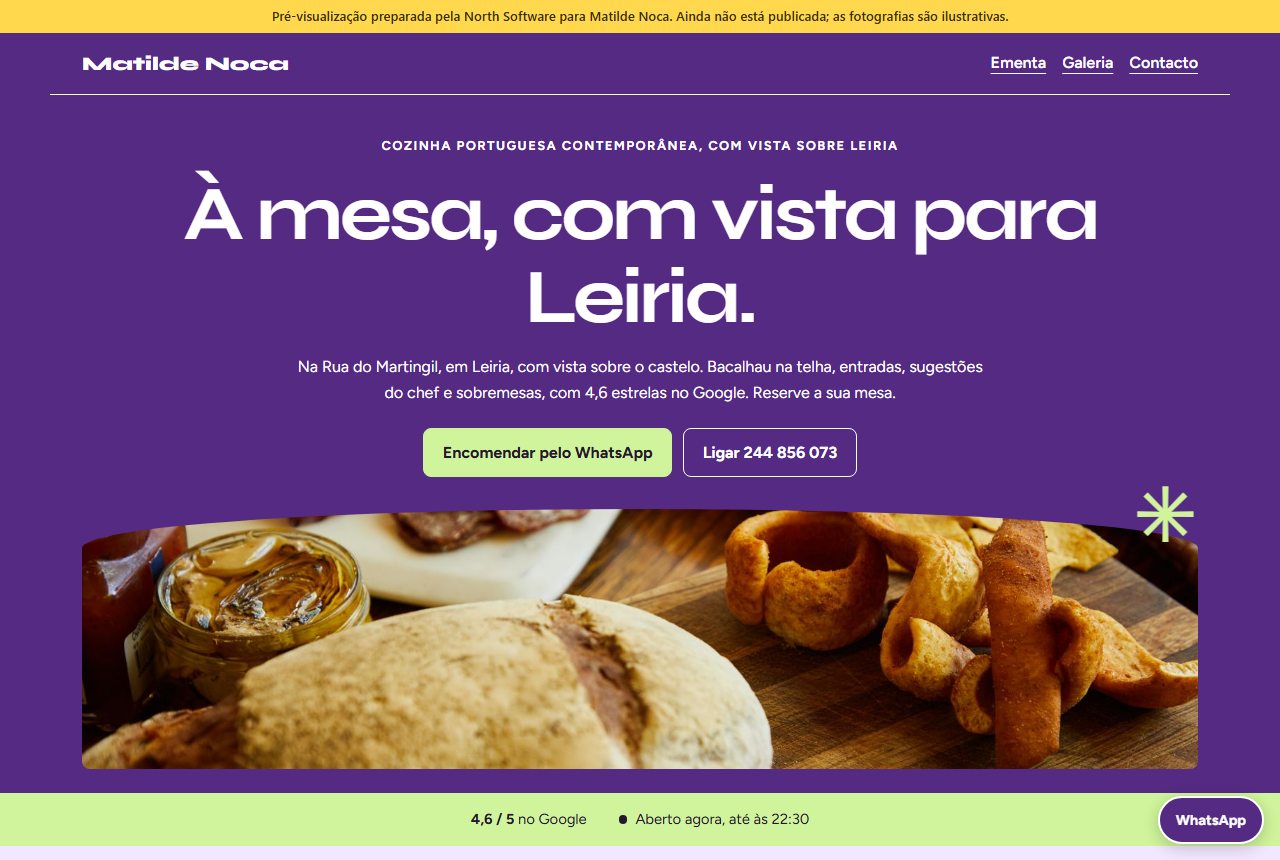 Pré-visualização preparada pela North Software para Matilde Noca. Ainda não está publicada; as fotografias são ilustrativas.
Matilde Noca
Ementa Galeria Contacto
COZINHA PORTUGUESA CONTEMPORÂNEA, COM VISTA SOBRE LEIRIA
À mesa, com vista para
Leiria.
Na Rua do Martingil, em Leiria, com vista sobre o castelo. Bacalhau na telha, entradas, sugestões
do chef e sobremesas, com 4,6 estrelas no Google. Reserve a sua mesa.
Encomendar pelo WhatsApp Ligar 244 856 073
4,6 / 5 no Google Aberto agora, até às 22:30
WhatsApp